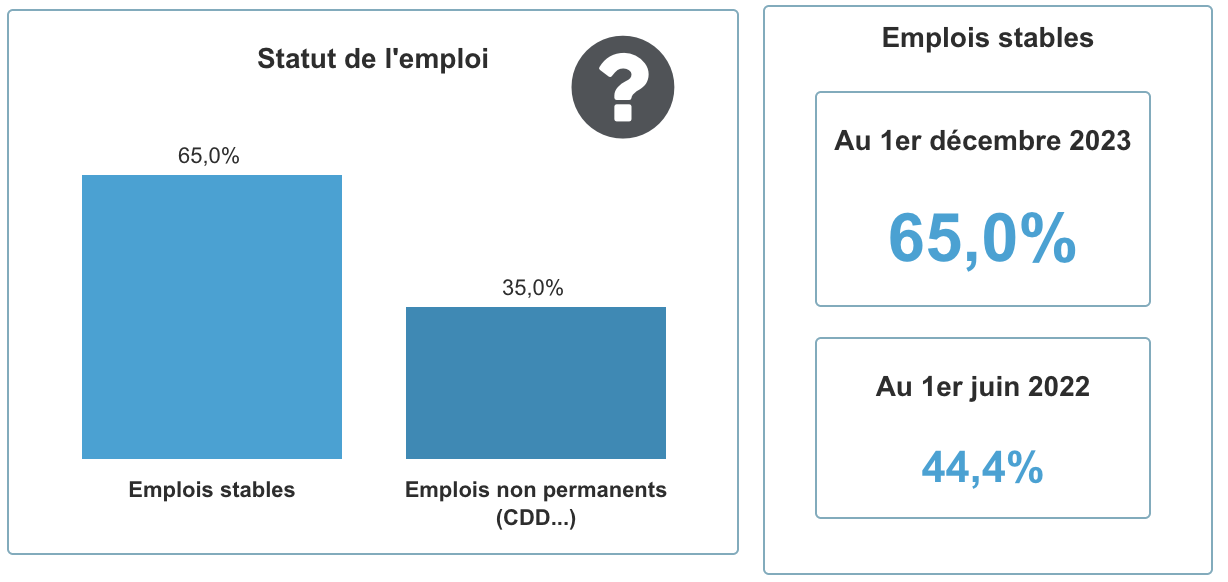 Statut de l'emploi
?
65,0%
35,0%
Emplois stables
Emplois non permanents
(CDD...)
Emplois stables
Au 1er décembre 2023
65,0%
Au 1er juin 2022
44,4%